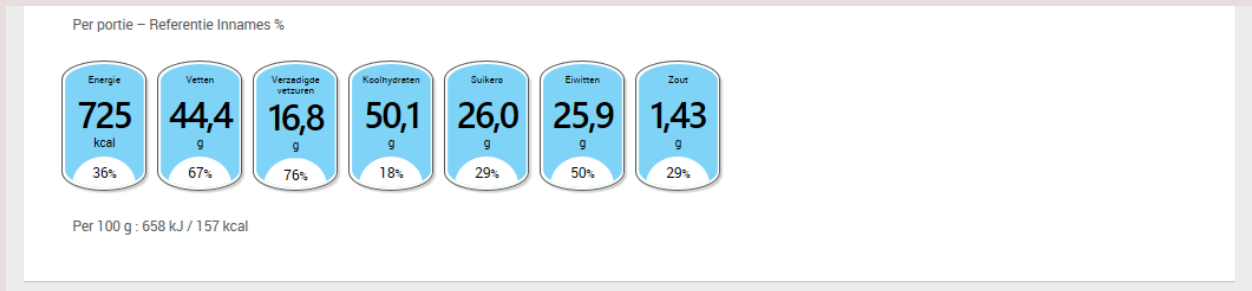 Per portie – Referentie Innames %
Energie
725
kcal
36%
Vetten
44,4
g
67%
Verzadigde
vetzuren
16,8
g
76%
Koolhydraten
50,1
g
18%
Suikers
26,0
g
29%
Eiwitten
25,9
g
50%
Zout
1,43
g
29%
Per 100 g : 658 kJ / 157 kcal